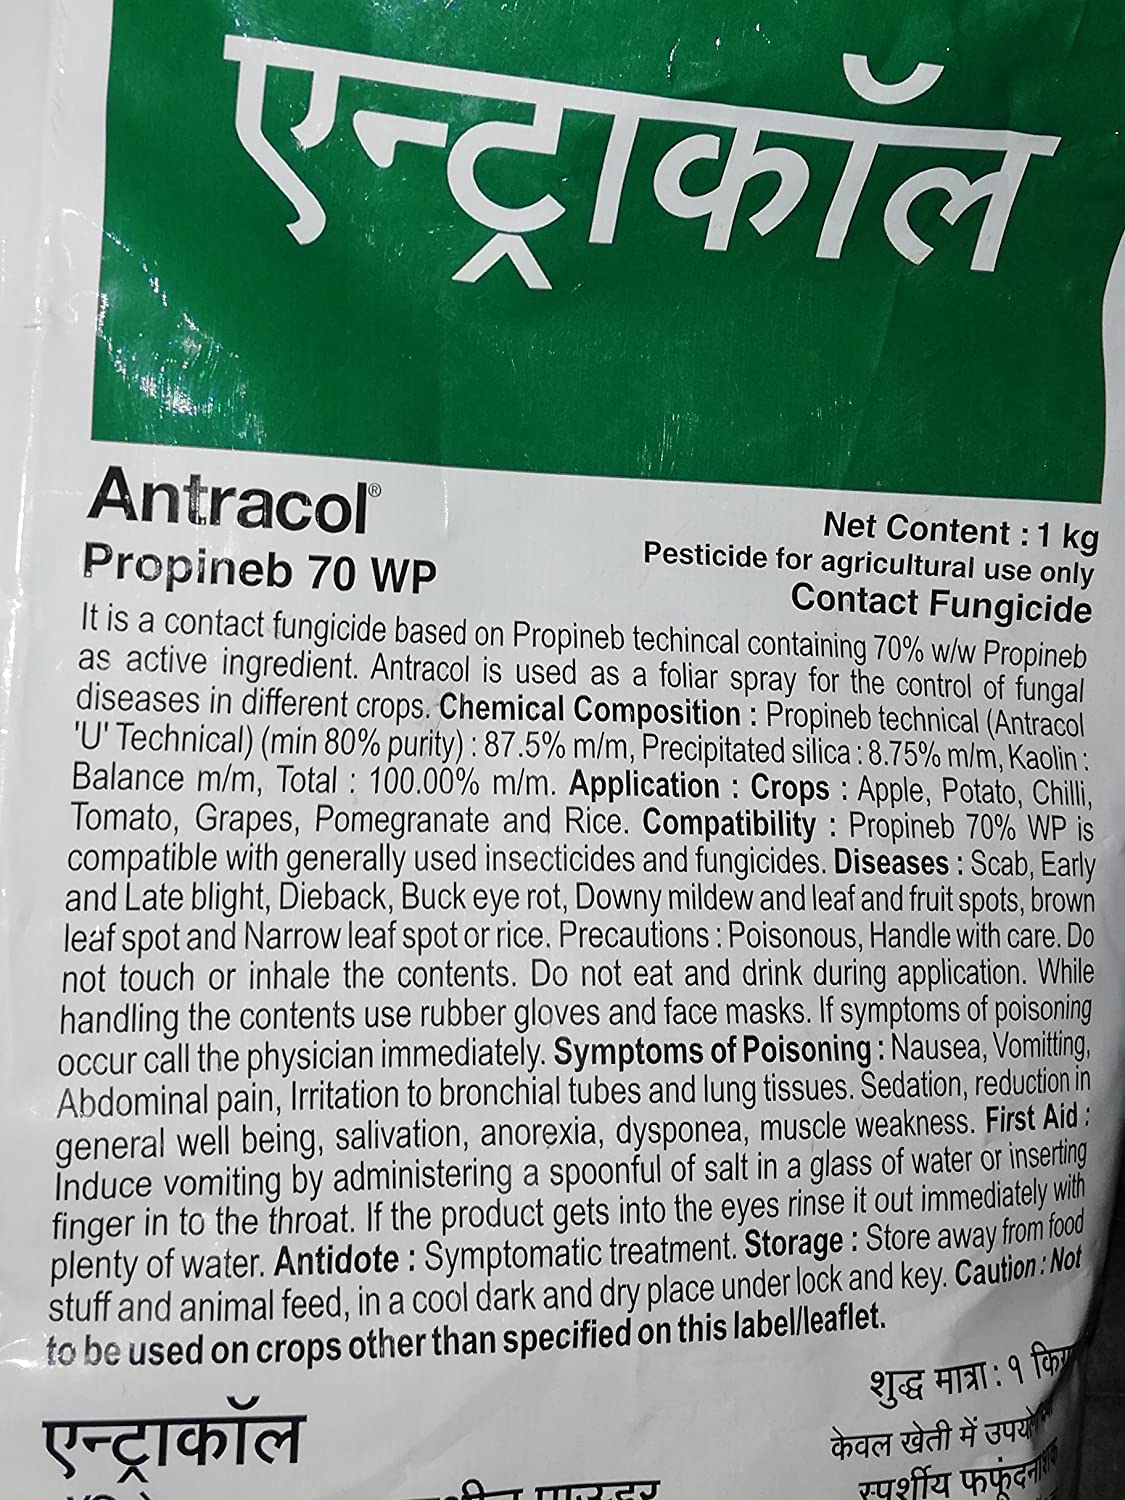 एन्ट्राकॉल
Antracol®
Propineb 70 WP
Net Content : 1 kg
Pesticide for agricultural use only
Contact Fungicide
It is a contact fungicide based on Propineb techincal containing 70% w/w Propineb
as active ingredient. Antracol is used as a foliar spray for the control of fungal
diseases in different crops. Chemical Composition : Propineb technical (Antracol
'U' Technical) (min 80% purity) : 87.5% m/m, Precipitated silica : 8.75% m/m, Kaolin :
Balance m/m, Total : 100.00% m/m. Application : Crops : Apple, Potato, Chilli,
Tomato, Grapes, Pomegranate and Rice. Compatibility : Propineb 70% WP is
compatible with generally used insecticides and fungicides. Diseases : Scab, Early
and Late blight, Dieback, Buck eye rot, Downy mildew and leaf and fruit spots, brown
leaf spot and Narrow leaf spot or rice. Precautions : Poisonous, Handle with care. Do
not touch or inhale the contents. Do not eat and drink during application. While
handling the contents use rubber gloves and face masks. If symptoms of poisoning
occur call the physician immediately. Symptoms of Poisoning : Nausea, Vomitting,
Abdominal pain, Irritation to bronchial tubes and lung tissues. Sedation, reduction in
general well being, salivation, anorexia, dysponea, muscle weakness. First Aid :
Induce vomiting by administering a spoonful of salt in a glass of water or inserting
finger in to the throat. If the product gets into the eyes rinse it out immediately with
plenty of water. Antidote : Symptomatic treatment. Storage : Store away from food
stuff and animal feed, in a cool dark and dry place under lock and key. Caution : Not
to be used on crops other than specified on this label/leaflet.
शुद्ध मात्रा : १
एन्ट्राकॉल
केवल खेती में
स्पर्शीय